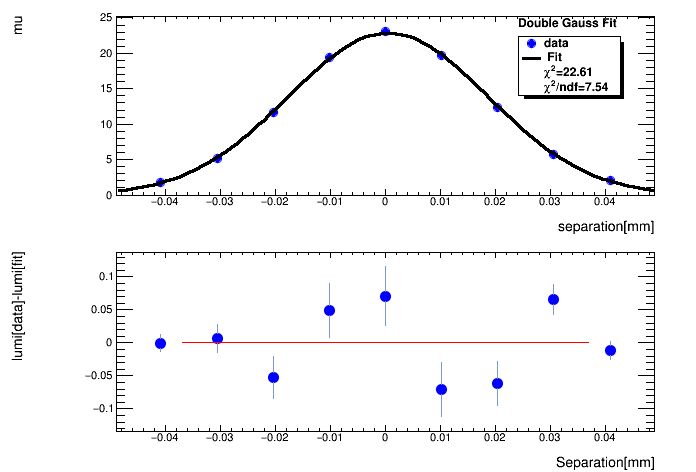 mu
Double Gauss Fit
data
Fit
χ²=22.61
χ²/ndf=7.54
25
20
15
10
5
0
−0.04 −0.03 −0.02 −0.01 0 0.01 0.02 0.03 0.04
separation[mm]
lumi[data]-lumi[fit]
0.1
0.05
0
−0.05
−0.1
−0.04 −0.03 −0.02 −0.01 0 0.01 0.02 0.03 0.04
Separation[mm]